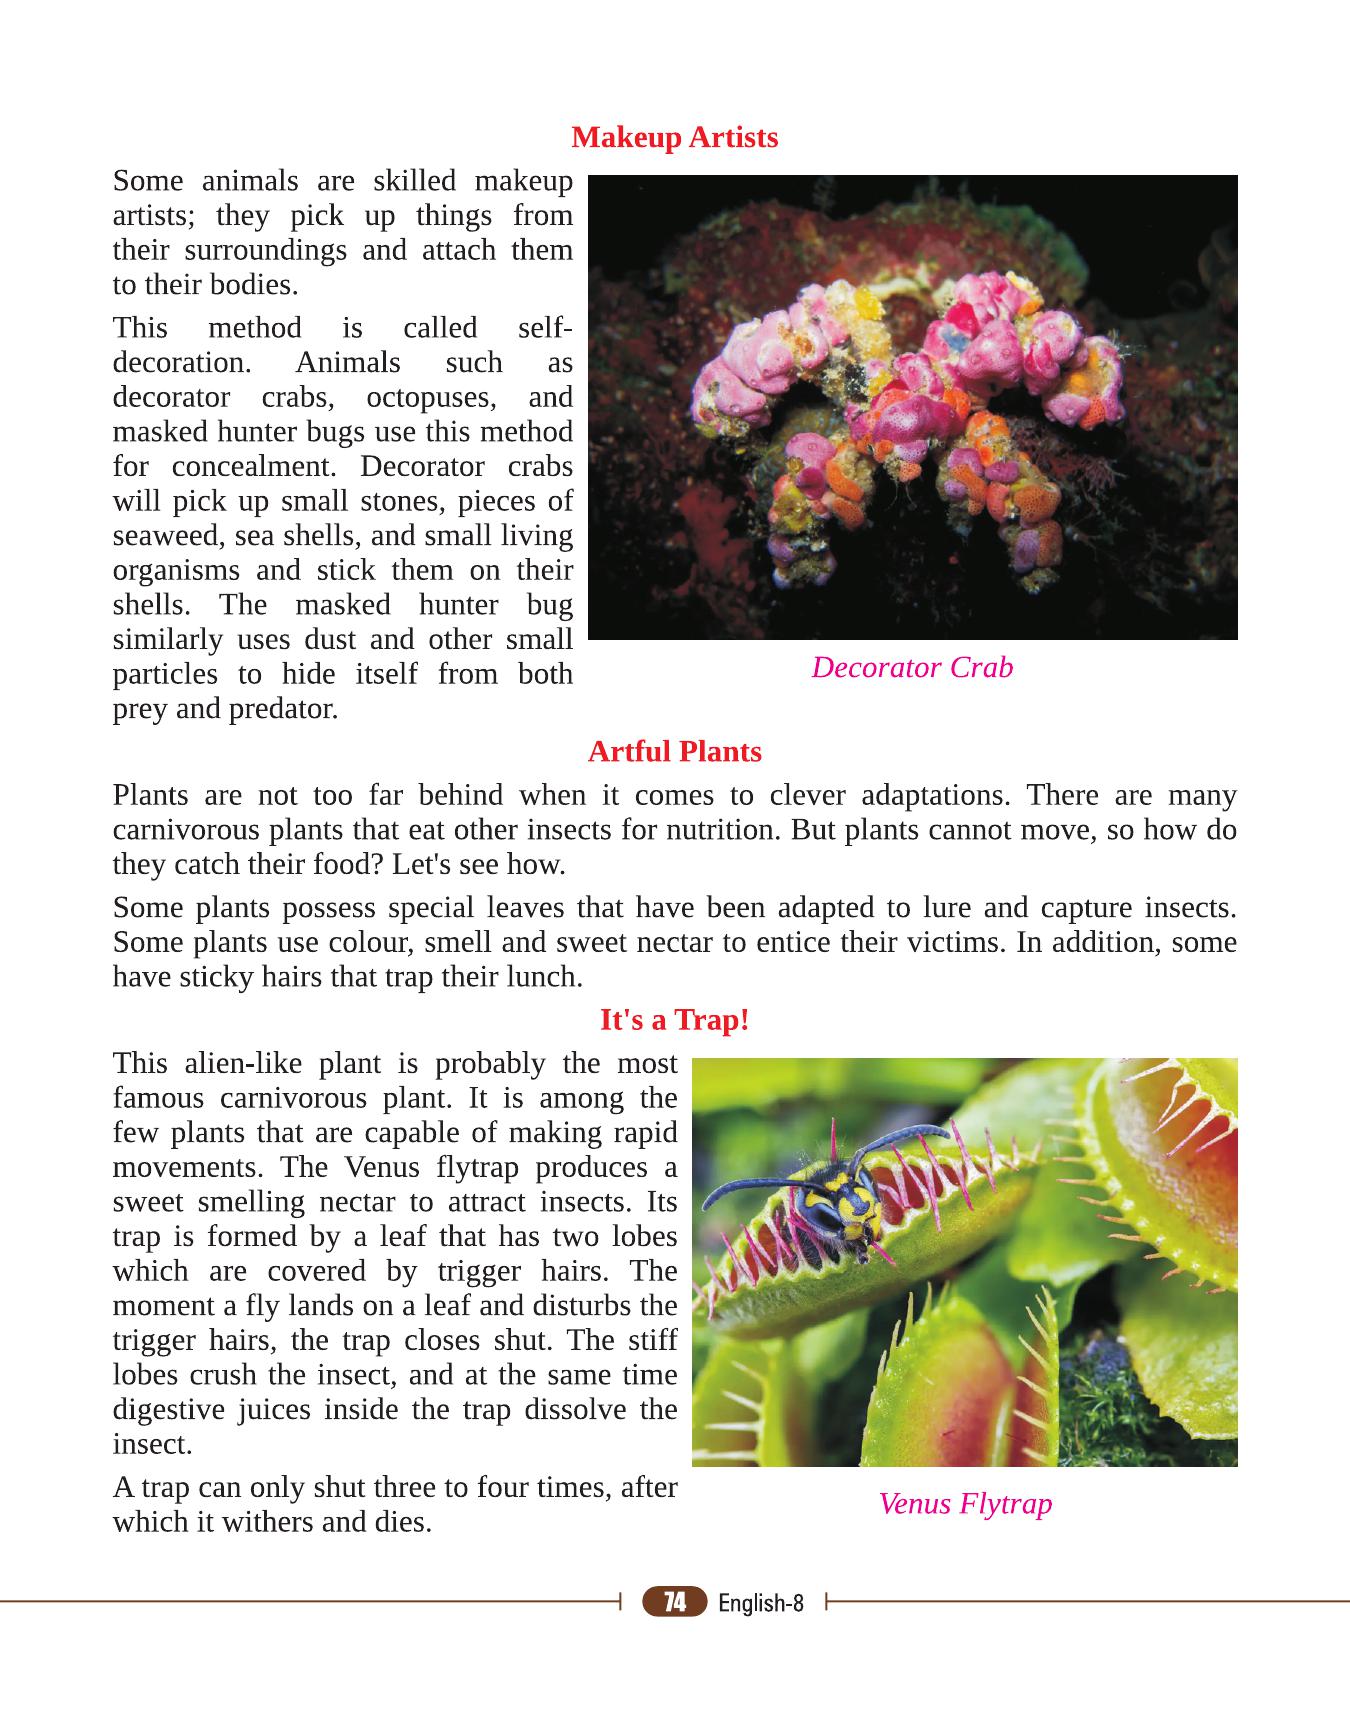 Makeup Artists
Some animals are skilled makeup
artists; they pick up things from
their surroundings and attach them
to their bodies.
This method is called self-
decoration. Animals such as
decorator crabs, octopuses, and
masked hunter bugs use this method
for concealment. Decorator crabs
will pick up small stones, pieces of
seaweed, sea shells, and small living
organisms and stick them on their
shells. The masked hunter bug
similarly uses dust and other small
particles to hide itself from both
prey and predator.
Decorator Crab
Artful Plants
Plants are not too far behind when it comes to clever adaptations. There are many
carnivorous plants that eat other insects for nutrition. But plants cannot move, so how do
they catch their food? Let's see how.
Some plants possess special leaves that have been adapted to lure and capture insects.
Some plants use colour, smell and sweet nectar to entice their victims. In addition, some
have sticky hairs that trap their lunch.
It's a Trap!
This alien-like plant is probably the most
famous carnivorous plant. It is among the
few plants that are capable of making rapid
movements. The Venus flytrap produces a
sweet smelling nectar to attract insects. Its
trap is formed by a leaf that has two lobes
which are covered by trigger hairs. The
moment a fly lands on a leaf and disturbs the
trigger hairs, the trap closes shut. The stiff
lobes crush the insect, and at the same time
digestive juices inside the trap dissolve the
insect.
A trap can only shut three to four times, after
which it withers and dies.
Venus Flytrap
74 English-8